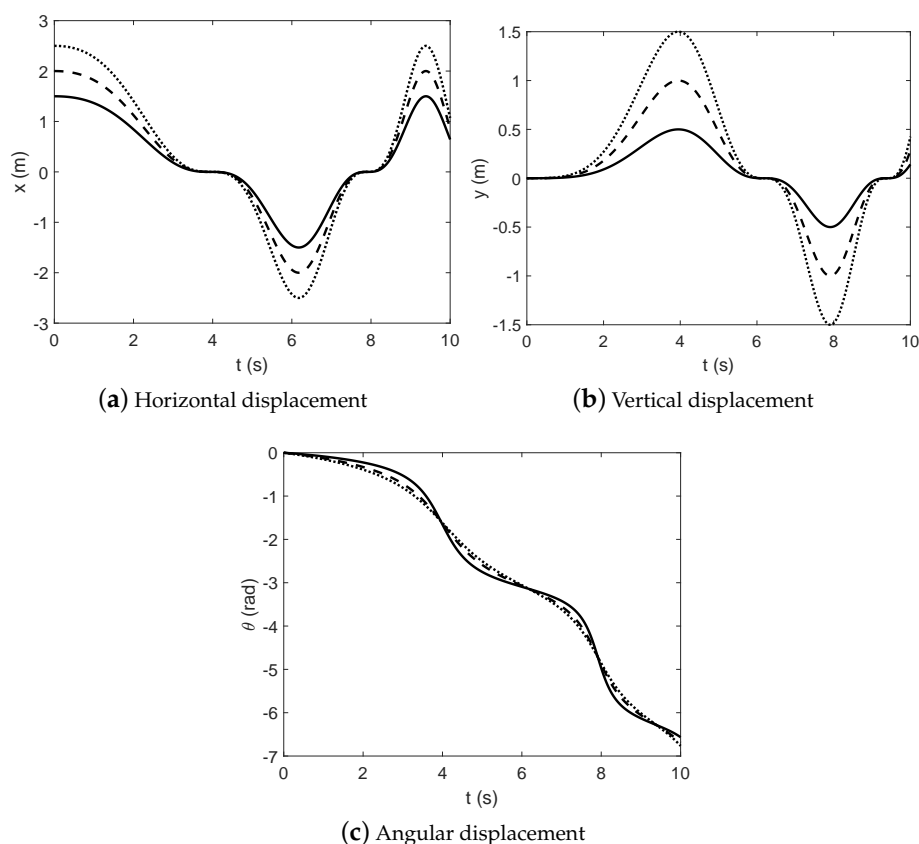 3
2
1
0
-1
-2
-3
x (m)
0 2 4 6 8 10
t (s)
(a) Horizontal displacement
1.5
1
0.5
0
-0.5
-1
-1.5
y (m)
0 2 4 6 8 10
t (s)
(b) Vertical displacement
0
-1
-2
-3
-4
-5
-6
-7
θ (rad)
0 2 4 6 8 10
t (s)
(c) Angular displacement